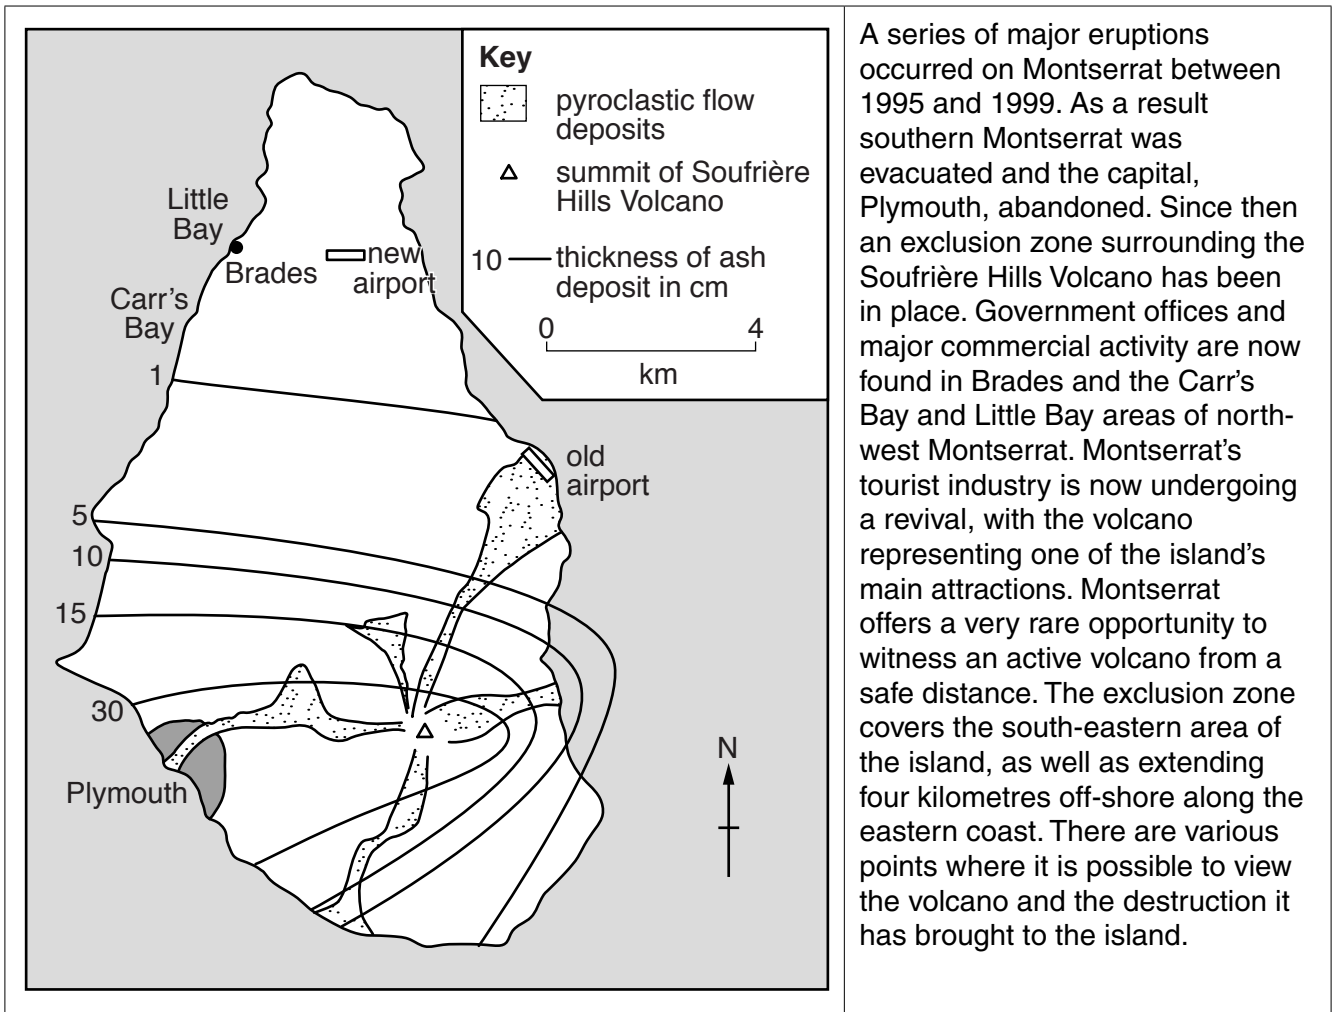 Key
pyroclastic flow
deposits
summit of Soufrière
Hills Volcano
10
thickness of ash
deposit in cm
0
4
km
Little
Bay
Brades
new
airport
Carr's
Bay
1
old
airport
5
10
15
30
Plymouth
N
A series of major eruptions
occurred on Montserrat between
1995 and 1999. As a result
southern Montserrat was
evacuated and the capital,
Plymouth, abandoned. Since then
an exclusion zone surrounding the
Soufrière Hills Volcano has been
in place. Government offices and
major commercial activity are now
found in Brades and the Carr's
Bay and Little Bay areas of north-
west Montserrat. Montserrat's
tourist industry is now undergoing
a revival, with the volcano
representing one of the island's
main attractions. Montserrat
offers a very rare opportunity to
witness an active volcano from a
safe distance. The exclusion zone
covers the south-eastern area of
the island, as well as extending
four kilometres off-shore along the
eastern coast. There are various
points where it is possible to view
the volcano and the destruction it
has brought to the island.